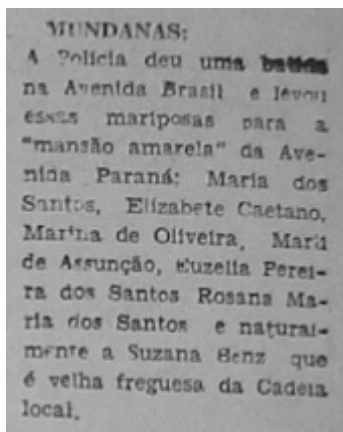 MUNDANAS:
A Policia deu uma batida
na Avenida Brasil e levou
essas mariposas para a
"mansão amarela" da Ave-
nida Paraná: Maria dos
Santos, Elizabete Caetano,
Marina de Oliveira, Mara
de Assunção, Euzelia Perei-
ra dos Santos Rosana Ma-
ria dos Santos e natural-
mente a Suzana Benz que
é velha freguesa da Cadeia
local.